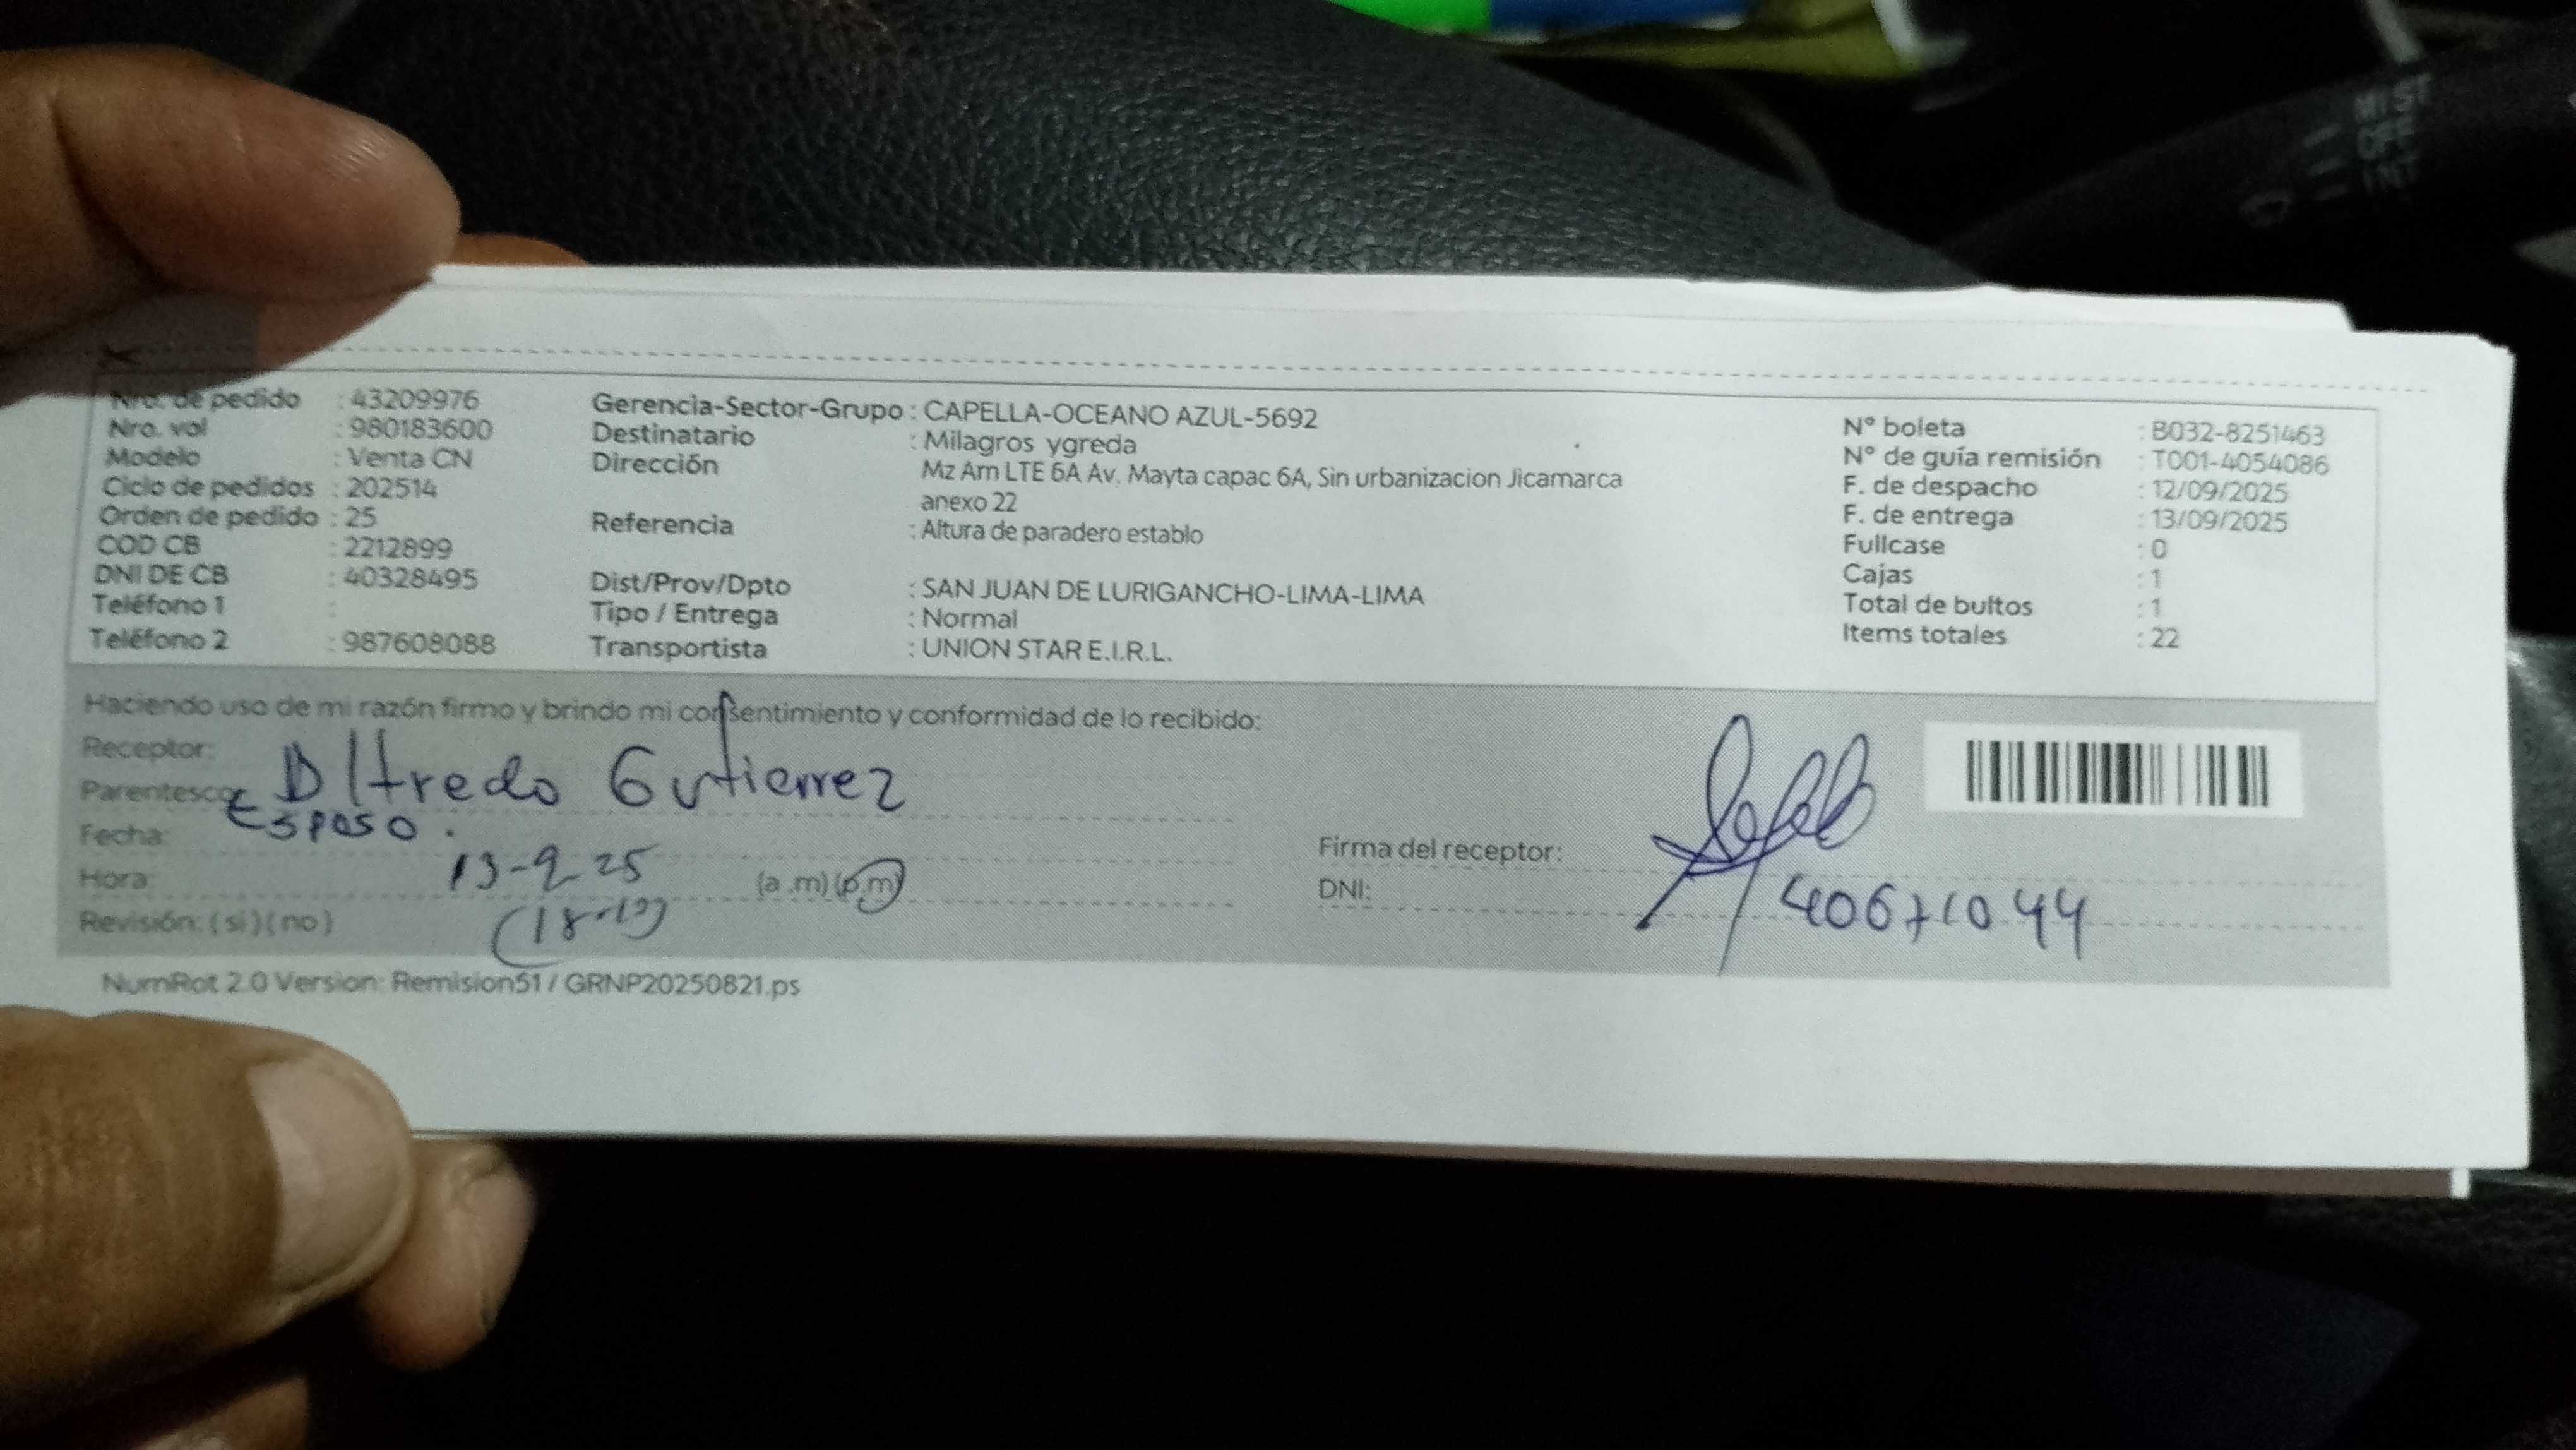 Nro. de pedido : 43209976
Nro. vol : 980183600
Modelo : Venta CN
Ciclo de pedidos : 202514
Orden de pedido : 25
COD CB : 2212899
DNI DE CB : 40328495
Teléfono 1 :
Teléfono 2 : 987608088
Gerencia-Sector-Grupo : CAPELLA-OCEANO AZUL-5692
Destinatario : Milagros ygreda
Dirección Mz Am LTE 6A Av. Mayta capac 6A, Sin urbanizacion Jicamarca
anexo 22
Referencia : Altura de paradero establo
Dist/Prov/Dpto : SAN JUAN DE LURIGANCHO-LIMA-LIMA
Tipo / Entrega : Normal
Transportista : UNION STAR E.I.R.L.
N° boleta : B032-8251463
N° de guía remisión : T001-4054086
F. de despacho : 12/09/2025
F. de entrega : 13/09/2025
Fullcase : 0
Cajas : 1
Total de bultos : 1
Items totales : 22
Haciendo uso de mi razón firmo y brindo mi consentimiento y conformidad de lo recibido:
Receptor: Alfredo Gutierrez
Parentesco: Esposo.
Fecha: 13-9-25
Hora: (a.m)(p.m)
Revisión: (si)(no)
Firma del receptor:
DNI: 40671044
NumRot 2.0 Version: Remision51 / GRNP20250821.ps
MIST
OFF
INT